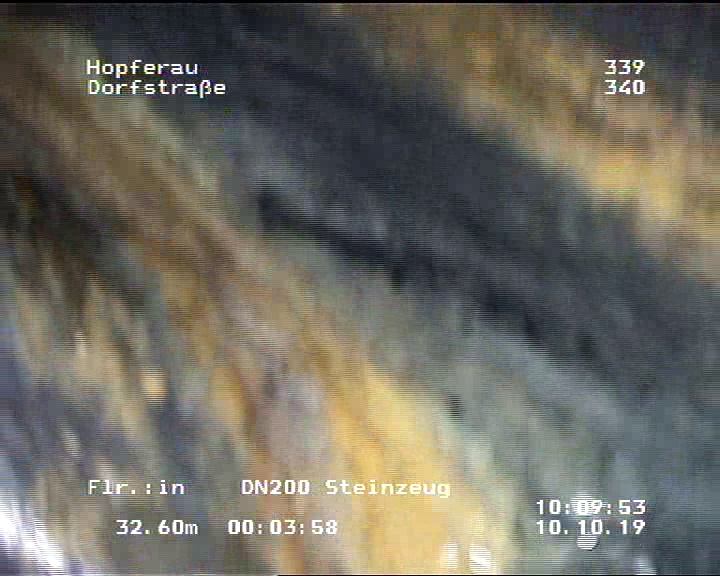 Hopferau 339
Dorfstraße 340
Flr.:in DN200 Steinzeug
10:09:53
32.60m 00:03:58 10.10.19